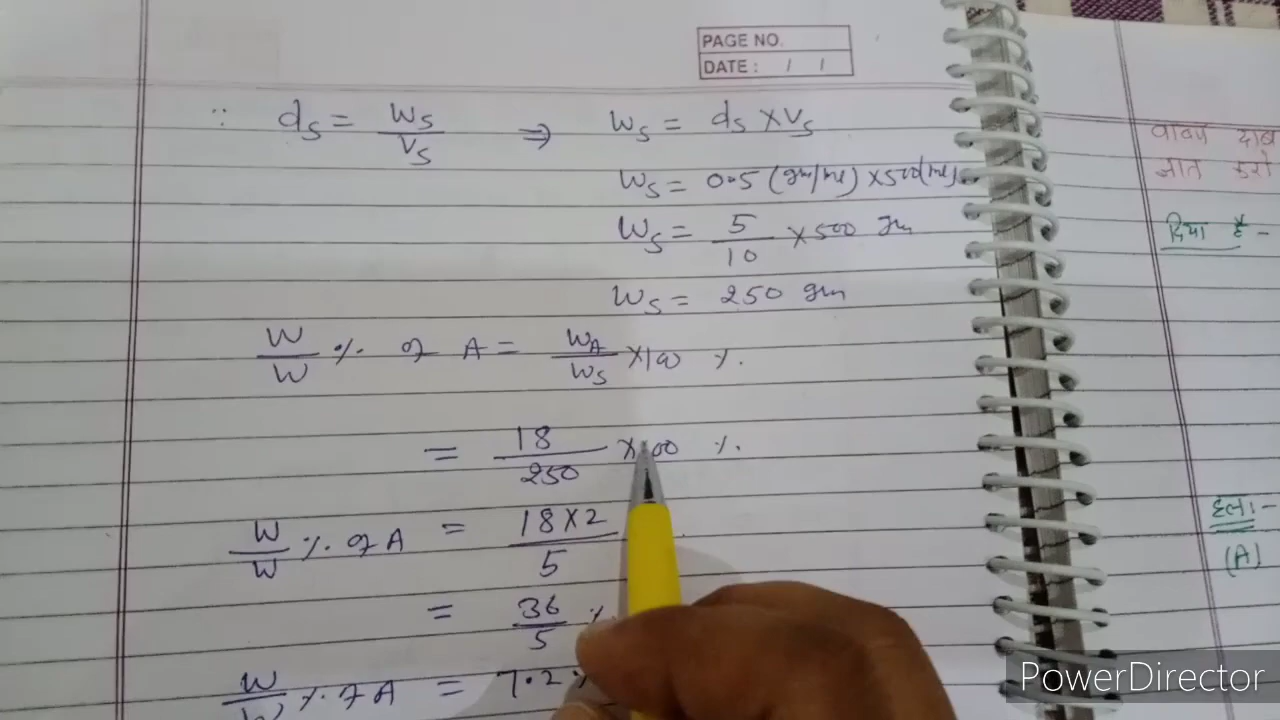 PAGE NO.
DATE : / /
∵ dS = WS/VS ⇒ WS = dS × VS
WS = 0.5 (gm/ml) × 500 (ml)
WS = 5/10 × 500 gm
WS = 250 gm
W/W % of A = WA/WS × 100 %
= 18/250 × 100 %
W/W % of A = 18×2/5
= 36/5 %
W/W % of A = 7.2 %
वाष्प दाब
ज्ञात करो
दिया है -
हल :-
(A)
PowerDirector